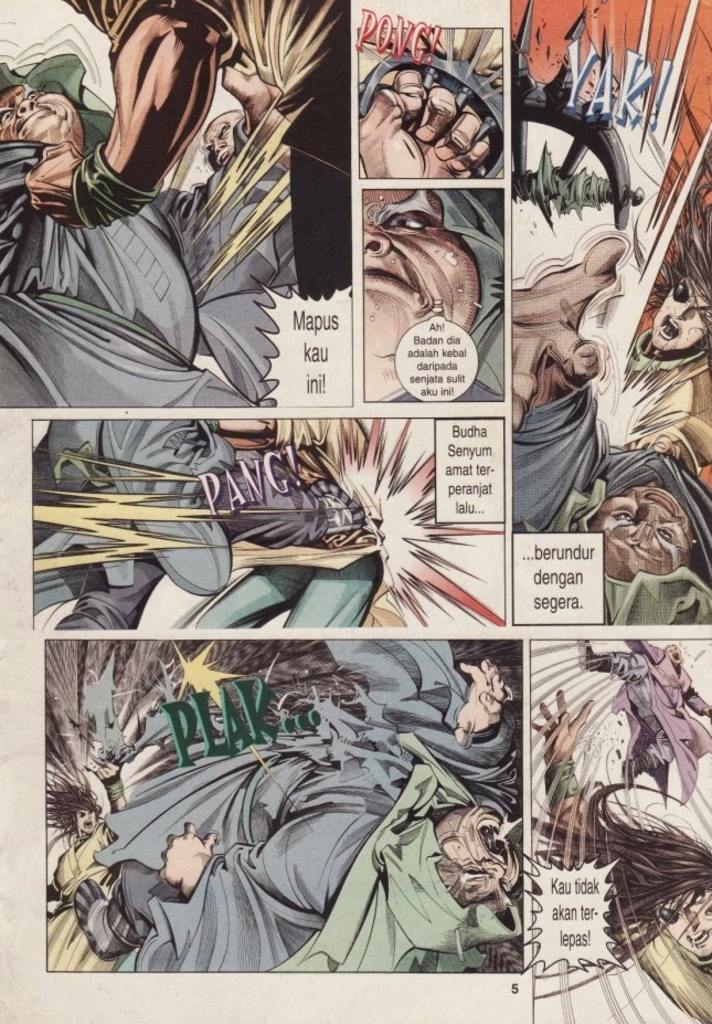 PONG!
YAK!
Mapus
kau
ini!
Ah!
Badan dia
adalah kebal
daripada
senjata sulit
aku ini!
PANG!
Budha
Senyum
amat ter-
peranjat
lalu...
...berundur
dengan
segera.
PLAK...
Kau tidak
akan ter-
lepas!
5